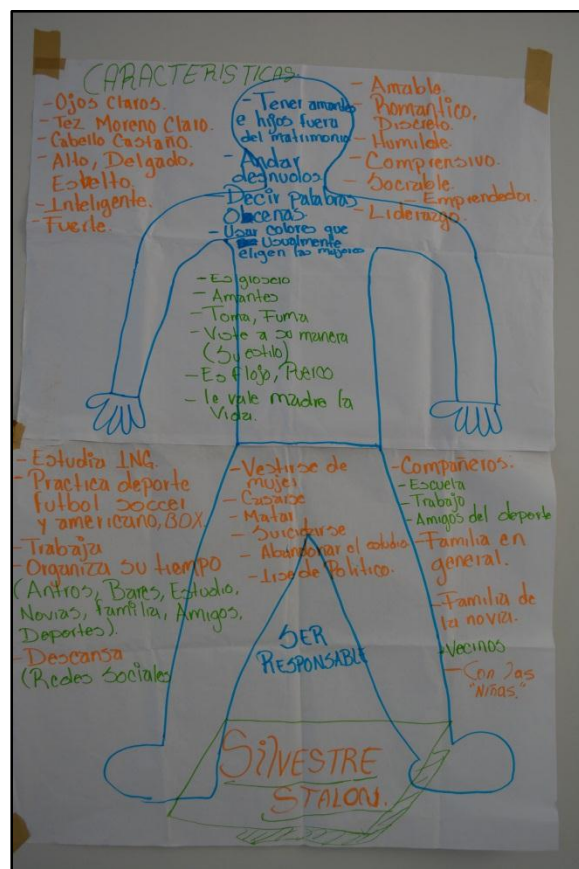 CARACTERISTICAS.
- Ojos Claros.
- Tez Moreno Claro.
- Cabello Castaño.
- Alto, Delgado,
Esbelto,
- Inteligente.
- Fuerte.
- Tener amantes
e hijos fuera
del matrimonio
- Andar
desnudos
- Decir palabras
Obcenas.
- Usar colores que
usualmente
eligen las mujeres
- Amable.
- Romantico,
Discreto.
- Humilde.
- Comprensivo.
- Socriable.
- Emprendedor.
- Liderazgo.
- Es grosero
- Amantes
- Toma, Fuma
- Viste a su manera
(Su estilo)
- Es flojo, Puerco
- le vale madre la
Vida.
- Estudia ING.
- Practica deporte
futbol soccer
y americano, BOX.
- Trabaja
- Organiza su tiempo
(Antros, Bares, Estudio,
Novias, familia, Amigos,
Deportes).
- Descansa
(Redes Sociales
- Vestirse de
mujer
- Casarse
- Matar
- Suicidarse
- Abandonar el estudio
- Irse de Politico.
- Compañeros.
- Escuela
- Trabajo
- Amigos del deporte
- Familia en
general.
- Familia de
la novia.
- Vecinos
- Con las
"Niñas."
SER
RESPONSABLE
SilVESTRE
STALON.